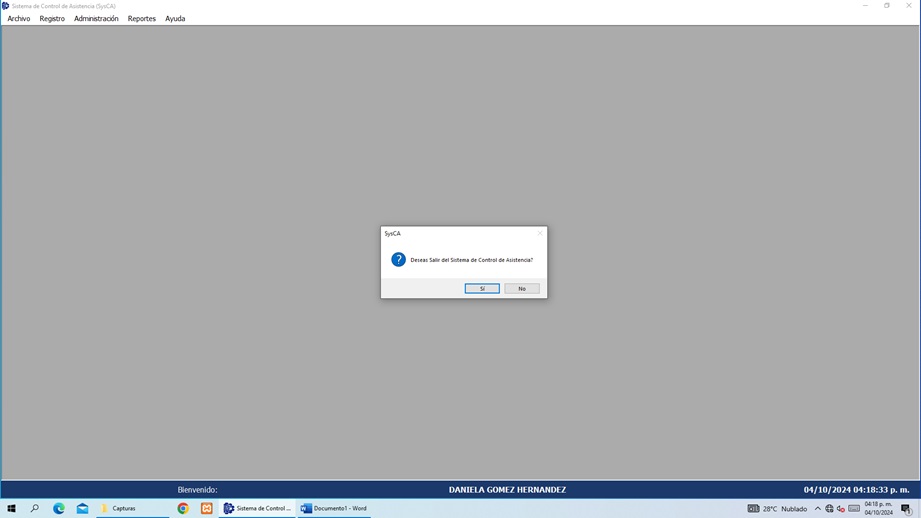 Sistema de Control de Asistencia (SysCA)
Archivo Registro Administración Reportes Ayuda
SysCA
Deseas Salir del Sistema de Control de Asistencia?
Sí No
Bienvenido: DANIELA GOMEZ HERNANDEZ 04/10/2024 04:18:33 p. m.
Capturas Sistema de Control ... Documento1 - Word 28°C Nublado 04:18 p. m.
04/10/2024